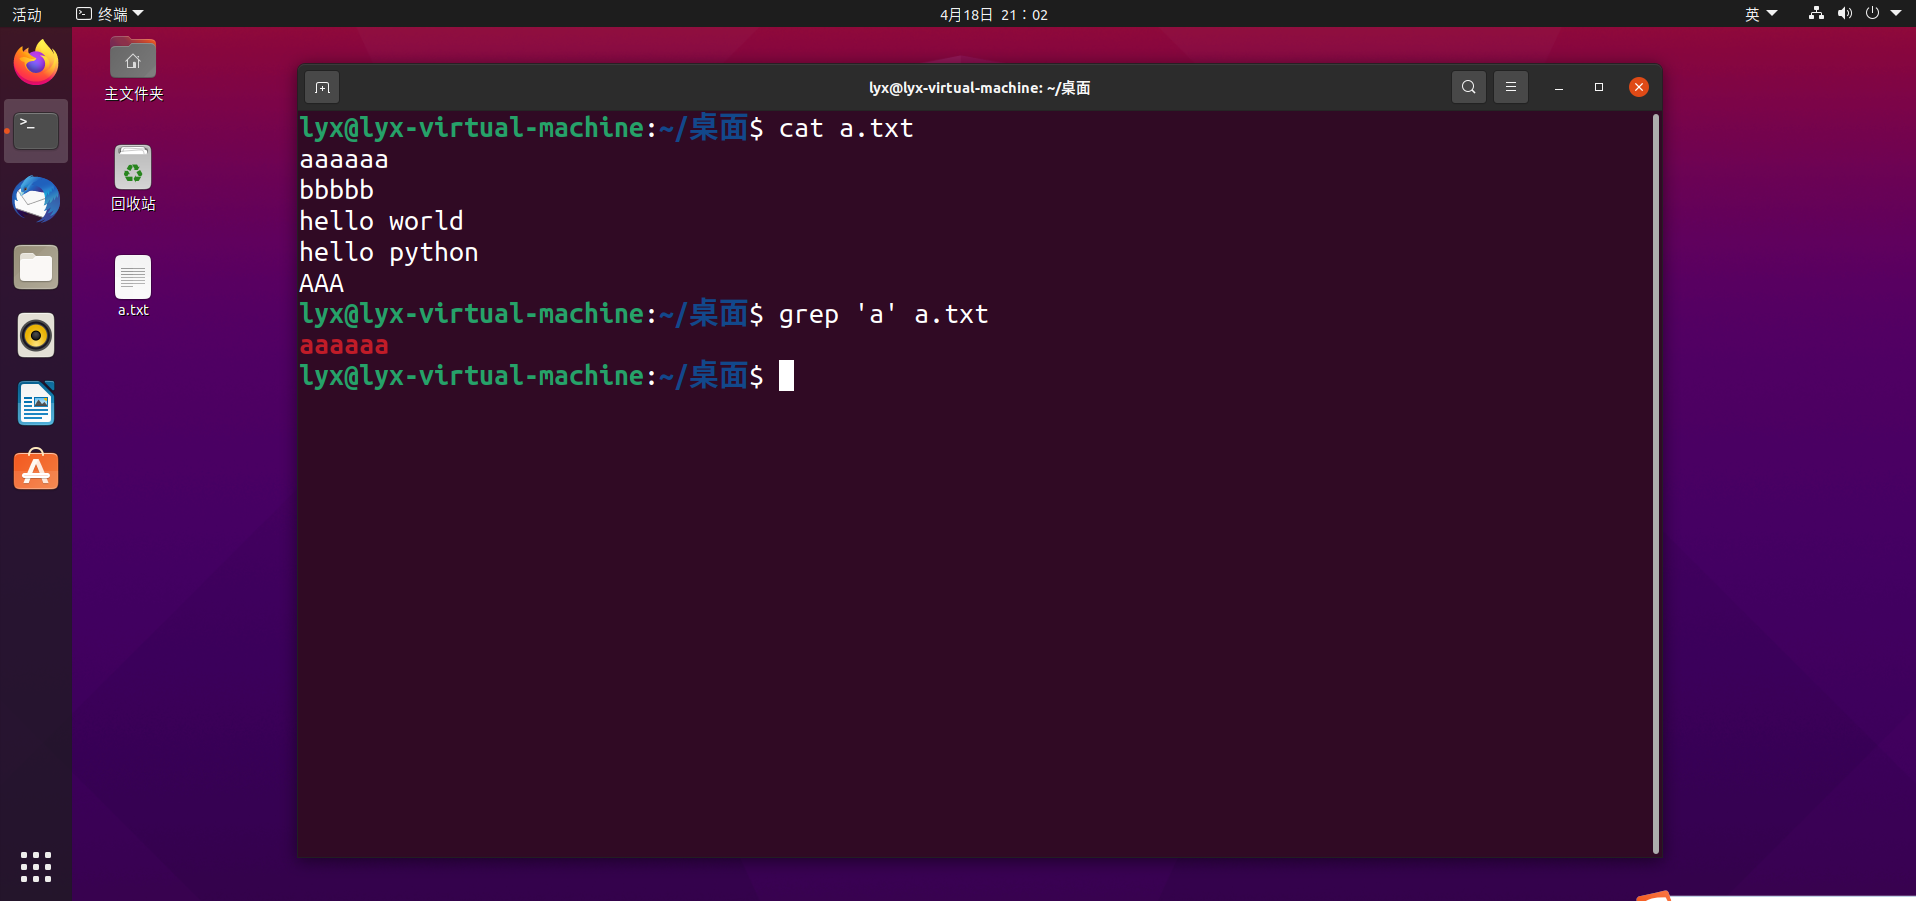 活动 终端 4月18日 21：02 英
主文件夹
回收站
a.txt
lyx@lyx-virtual-machine: ~/桌面
lyx@lyx-virtual-machine:~/桌面$ cat a.txt
aaaaaa
bbbbb
hello world
hello python
AAA
lyx@lyx-virtual-machine:~/桌面$ grep 'a' a.txt
aaaaaa
lyx@lyx-virtual-machine:~/桌面$